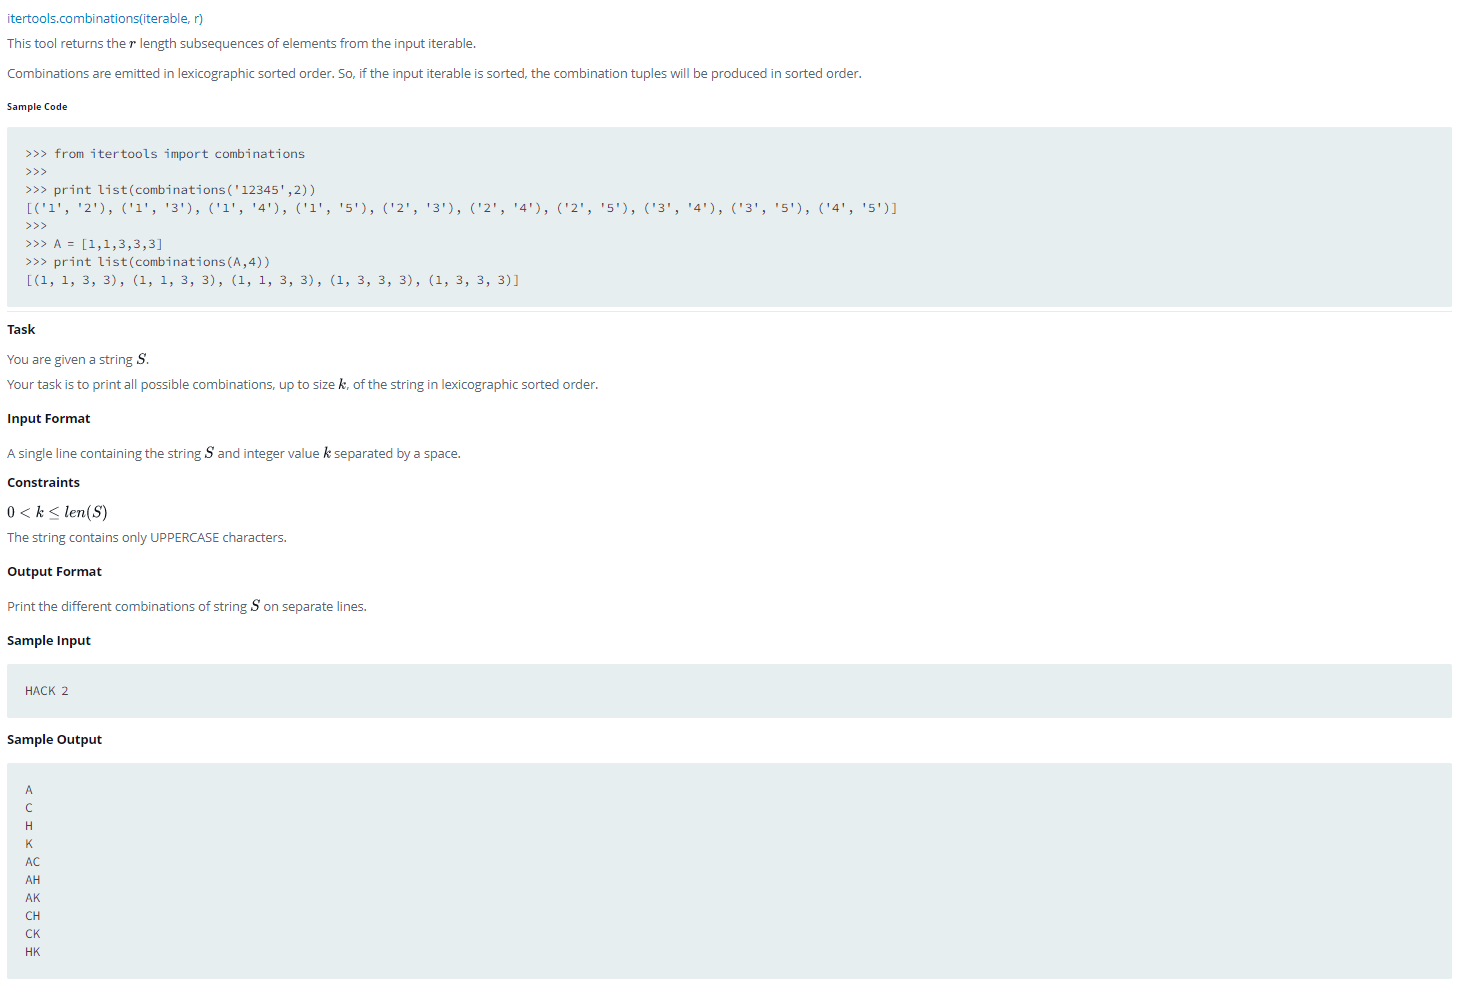 itertools.combinations(iterable, r)
This tool returns the r length subsequences of elements from the input iterable.
Combinations are emitted in lexicographic sorted order. So, if the input iterable is sorted, the combination tuples will be produced in sorted order.
Sample Code
>>> from itertools import combinations
>>>
>>> print list(combinations('12345',2))
[('1', '2'), ('1', '3'), ('1', '4'), ('1', '5'), ('2', '3'), ('2', '4'), ('2', '5'), ('3', '4'), ('3', '5'), ('4', '5')]
>>>
>>> A = [1,1,3,3,3]
>>> print list(combinations(A,4))
[(1, 1, 3, 3), (1, 1, 3, 3), (1, 1, 3, 3), (1, 3, 3, 3), (1, 3, 3, 3)]
Task
You are given a string S.
Your task is to print all possible combinations, up to size k, of the string in lexicographic sorted order.
Input Format
A single line containing the string S and integer value k separated by a space.
Constraints
0 < k ≤ len(S)
The string contains only UPPERCASE characters.
Output Format
Print the different combinations of string S on separate lines.
Sample Input
HACK 2
Sample Output
A
C
H
K
AC
AH
AK
CH
CK
HK